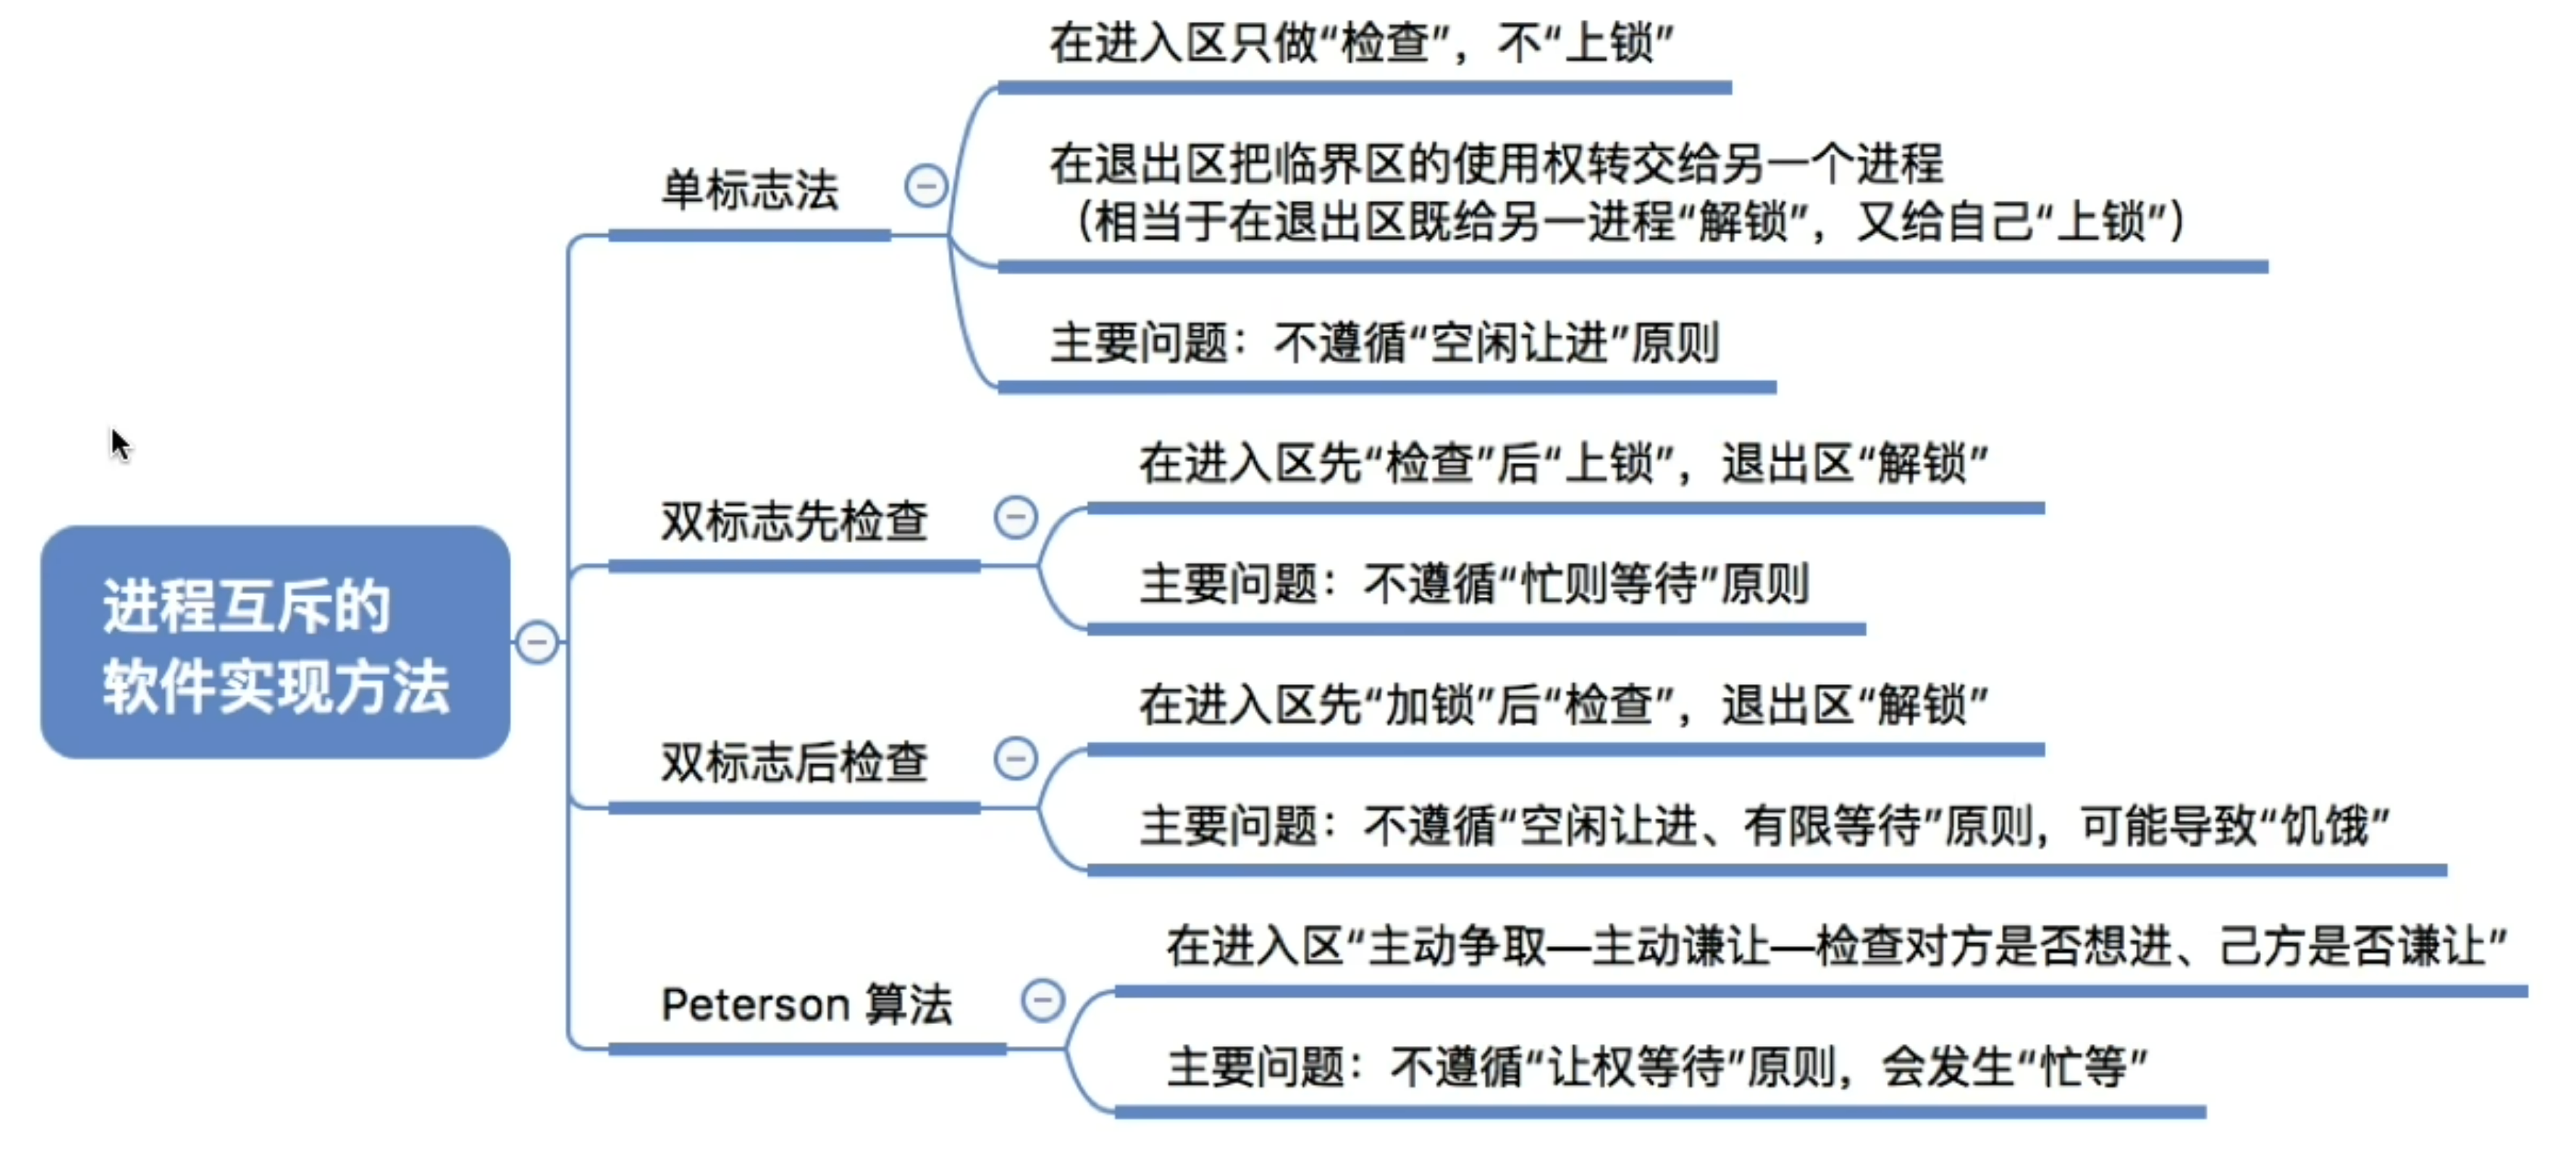 进程互斥的
软件实现方法
单标志法
在进入区只做“检查”，不“上锁”
在退出区把临界区的使用权转交给另一个进程
（相当于在退出区既给另一进程“解锁”，又给自己“上锁”）
主要问题：不遵循“空闲让进”原则
双标志先检查
在进入区先“检查”后“上锁”，退出区“解锁”
主要问题：不遵循“忙则等待”原则
双标志后检查
在进入区先“加锁”后“检查”，退出区“解锁”
主要问题：不遵循“空闲让进、有限等待”原则，可能导致“饥饿”
Peterson 算法
在进入区“主动争取—主动谦让—检查对方是否想进、己方是否谦让”
主要问题：不遵循“让权等待”原则，会发生“忙等”